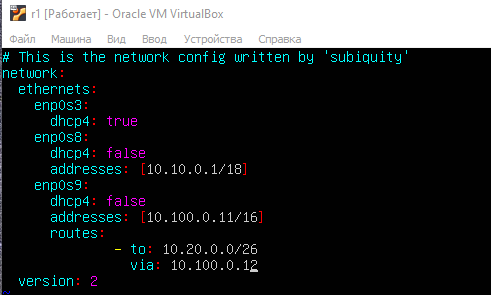 r1 [Работает] - Oracle VM VirtualBox
Файл Машина Вид Ввод Устройства Справка
# This is the network config written by 'subiquity'
network:
  ethernets:
    enp0s3:
      dhcp4: true
    enp0s8:
      dhcp4: false
      addresses: [10.10.0.1/18]
    enp0s9:
      dhcp4: false
      addresses: [10.100.0.11/16]
      routes:
              - to: 10.20.0.0/26
                via: 10.100.0.12
  version: 2